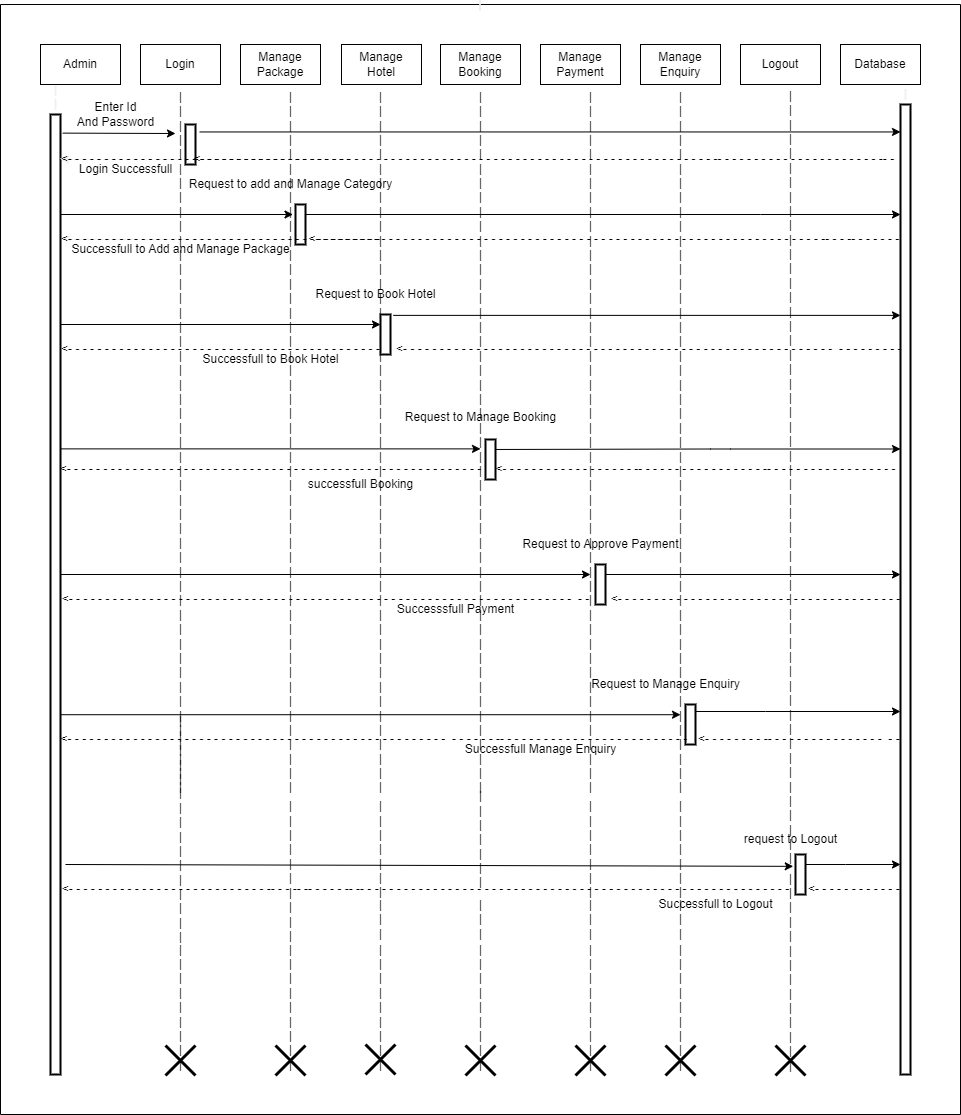 Admin
Login
Manage
Package
Manage
Hotel
Manage
Booking
Manage
Payment
Manage
Enquiry
Logout
Database
Enter Id
And Password
Login Successfull
Request to add and Manage Category
Successfull to Add and Manage Package
Request to Book Hotel
Successfull to Book Hotel
Request to Manage Booking
successfull Booking
Request to Approve Payment
Successsfull Payment
Request to Manage Enquiry
Successfull Manage Enquiry
request to Logout
Successfull to Logout